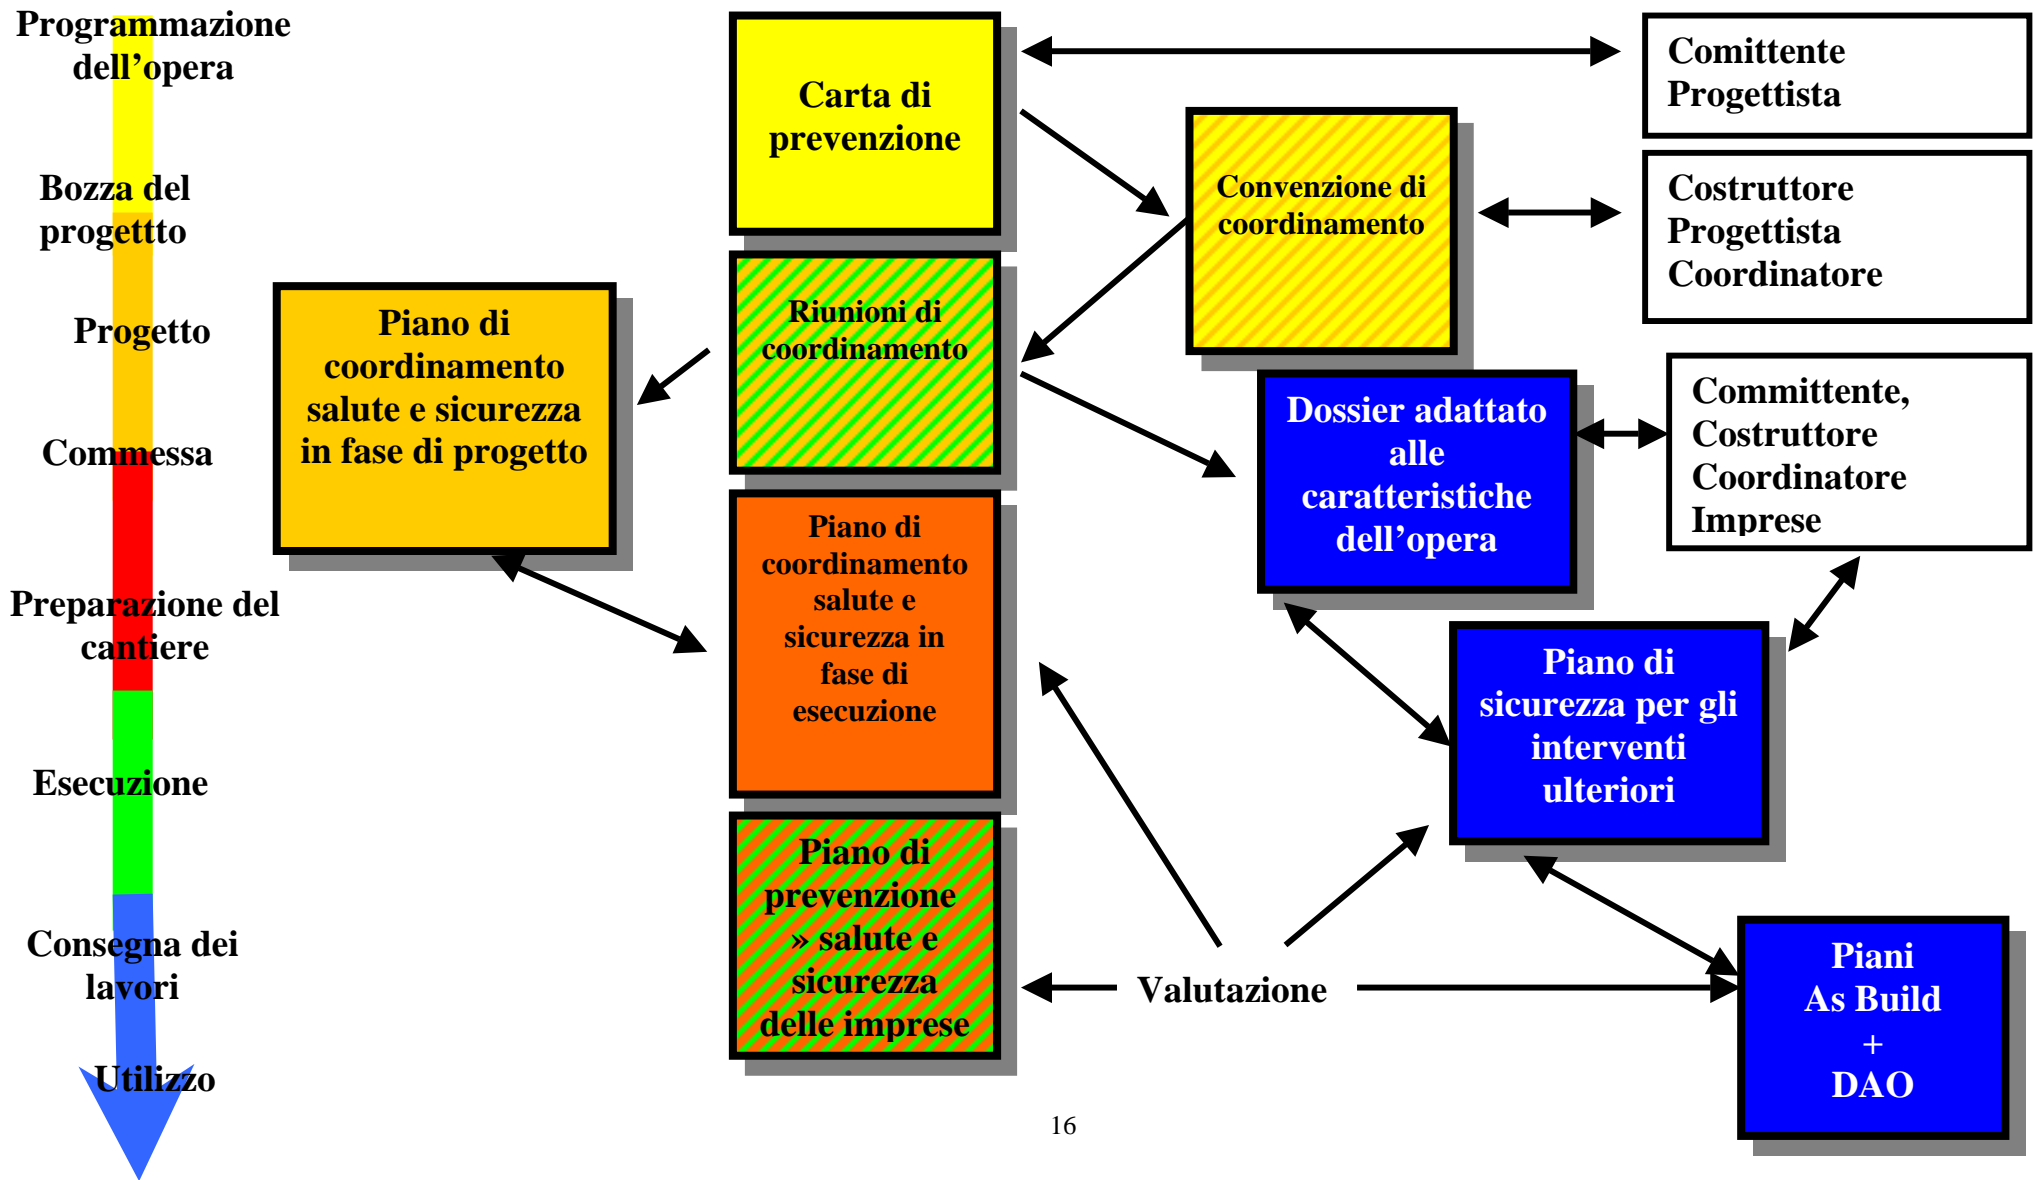 Programmazione
dell’opera
Bozza del
progettto
Progetto
Commessa
Preparazione del
cantiere
Esecuzione
Consegna dei
lavori
Utilizzo
Piano di
coordinamento
salute e sicurezza
in fase di progetto
Carta di
prevenzione
Riunioni di
coordinamento
Piano di
coordinamento
salute e
sicurezza in
fase di
esecuzione
Piano di
prevenzione
» salute e
sicurezza
delle imprese
Convenzione di
coordinamento
Dossier adattato
alle
caratteristiche
dell’opera
Piano di
sicurezza per gli
interventi
ulteriori
Valutazione
Piani
As Build
+
DAO
Comittente
Progettista
Costruttore
Progettista
Coordinatore
Committente,
Costruttore
Coordinatore
Imprese
16